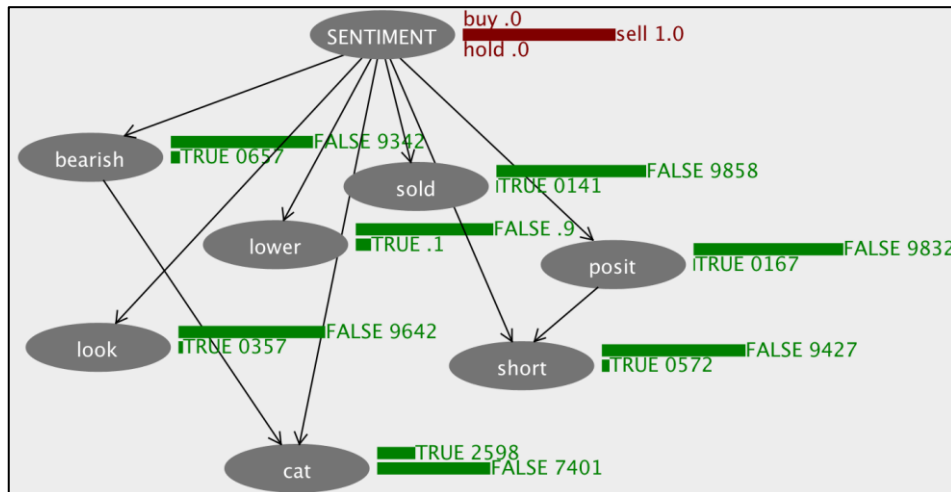 buy .0
SENTIMENT
sell 1.0
hold .0
bearish
FALSE 9342
TRUE 0657
sold
FALSE 9858
TRUE 0141
lower
FALSE .9
TRUE .1
posit
FALSE 9832
TRUE 0167
look
FALSE 9642
TRUE 0357
short
FALSE 9427
TRUE 0572
cat
TRUE 2598
FALSE 7401